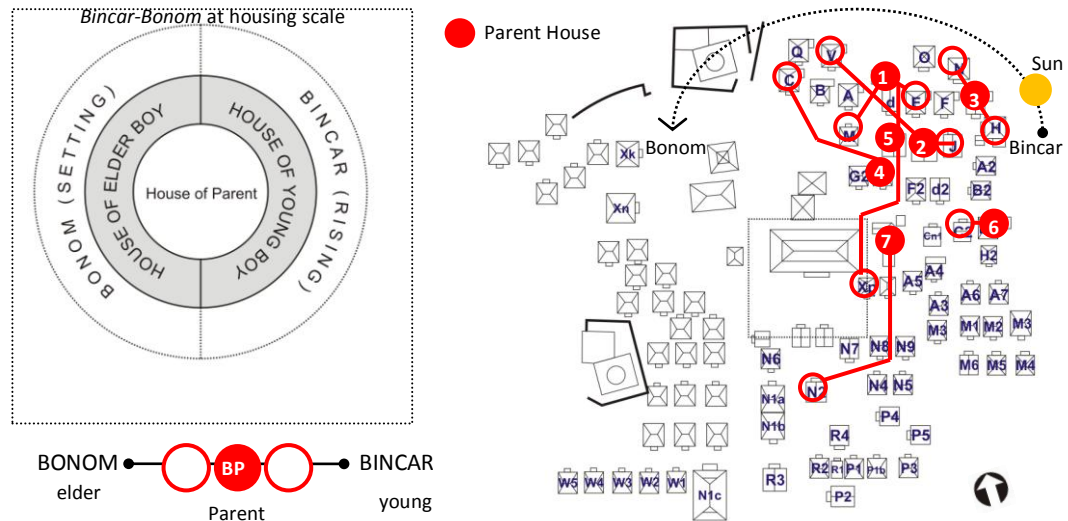 Bincar-Bonom at housing scale
BONOM (SETTING)
HOUSE OF ELDER BOY
House of Parent
HOUSE OF YOUNG BOY
BINCAR (RISING)
BONOM
elder
BP
Parent
BINCAR
young
Parent House
Sun
Bincar
Bonom
Q
V
O
N
C
B
A
1
d
E
F
3
M
5
2
J
H
Xk
G2
4
F2
d2
A2
B2
Xn
7
Cn1
C2
6
H2
Xp
A5
A4
A3
A6
A7
M3
M1
M2
M3
N6
N7
N8
N9
M6
M5
M4
N2
N4
N5
N1a
N1b
P4
R4
P5
R3
R2
R1
P1
P1b
P3
P2
W5
W4
W3
W2
W1
N1c